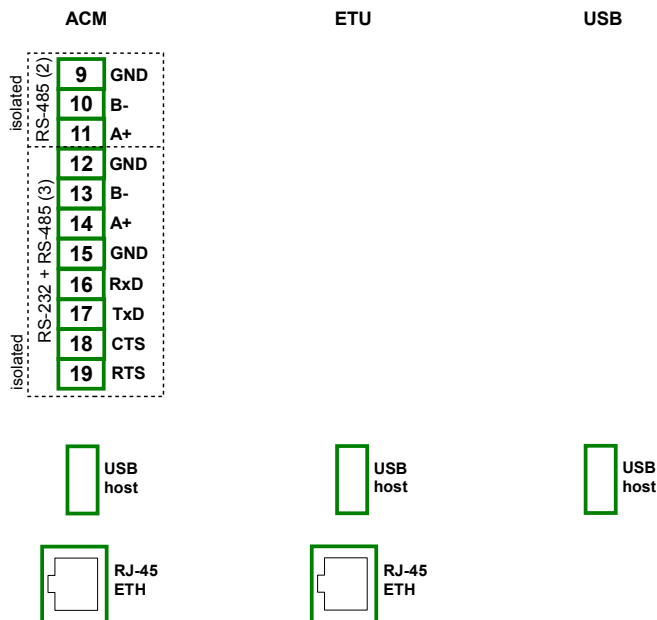 ACM
ETU
USB
isolated
RS-485 (2)
9 GND
10 B-
11 A+
isolated
RS-232 + RS-485 (3)
12 GND
13 B-
14 A+
15 GND
16 RxD
17 TxD
18 CTS
19 RTS
USB
host
USB
host
USB
host
RJ-45
ETH
RJ-45
ETH